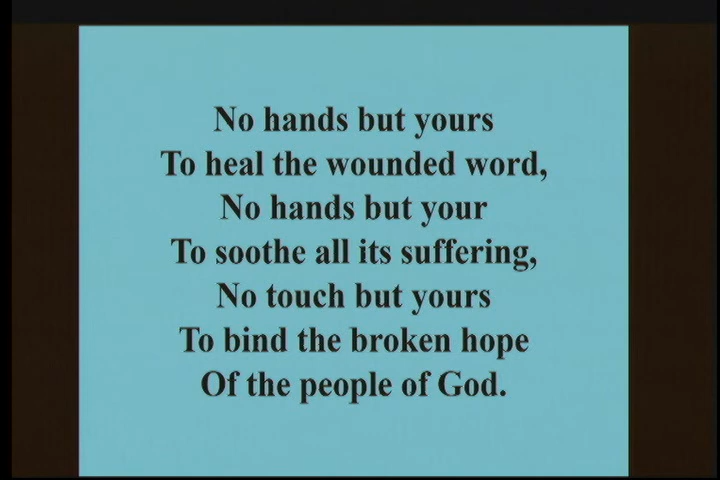 No hands but yours
To heal the wounded word,
No hands but your
To soothe all its suffering,
No touch but yours
To bind the broken hope
Of the people of God.